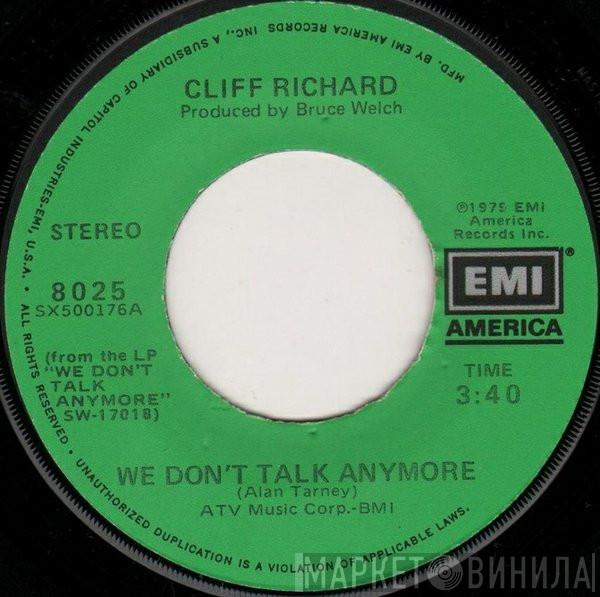 MFD. BY EMI AMERICA RECORDS INC., A SUBSIDIARY OF CAPITOL INDUSTRIES-EMI, U.S.A. • ALL RIGHTS RESERVED • UNAUTHORIZED DUPLICATION IS A VIOLATION OF APPLICABLE LAWS.
CLIFF RICHARD
Produced by Bruce Welch
STEREO
8025
SX500176A
(from the LP
"WE DON'T
TALK
ANYMORE"
SW-17018)
℗1979 EMI
America
Records Inc.
EMI®
AMERICA
TIME
3:40
WE DON'T TALK ANYMORE
(Alan Tarney)
ATV Music Corp.-BMI
МАРКЕТ ВИНИЛА